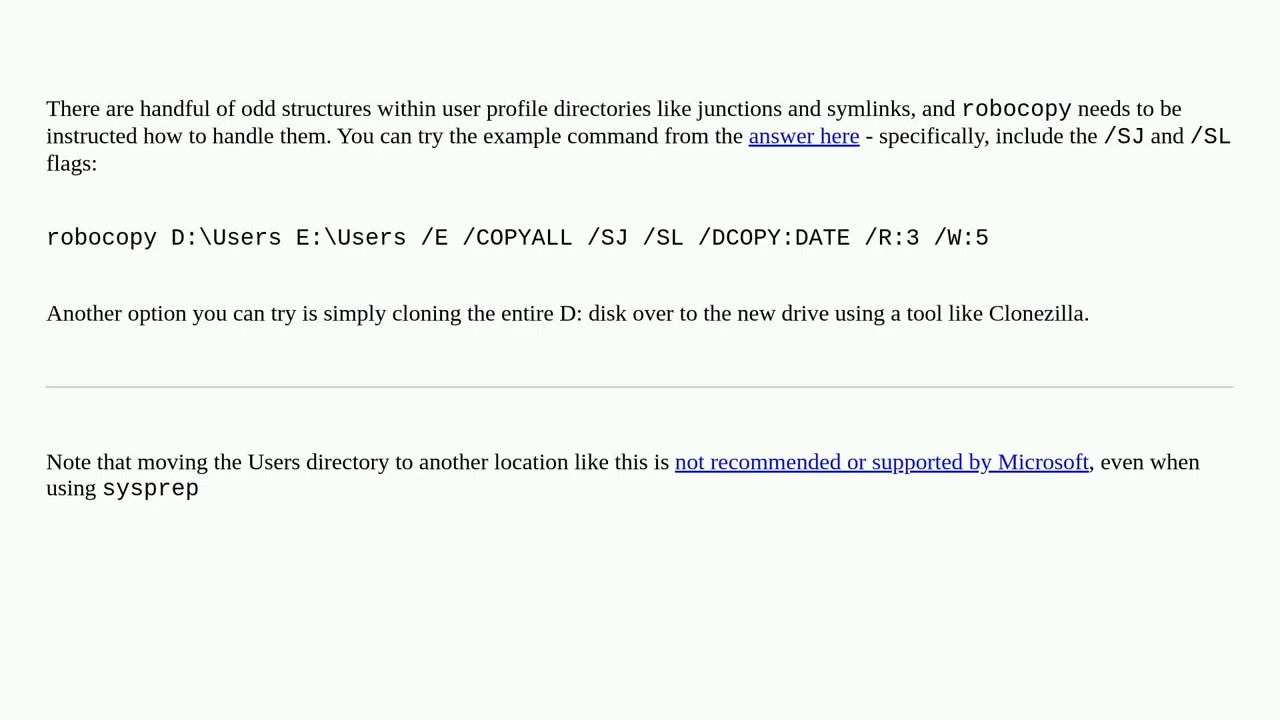 There are handful of odd structures within user profile directories like junctions and symlinks, and robocopy needs to be
instructed how to handle them. You can try the example command from the answer here - specifically, include the /SJ and /SL
flags:
robocopy D:\Users E:\Users /E /COPYALL /SJ /SL /DCOPY:DATE /R:3 /W:5
Another option you can try is simply cloning the entire D: disk over to the new drive using a tool like Clonezilla.
Note that moving the Users directory to another location like this is not recommended or supported by Microsoft, even when
using sysprep